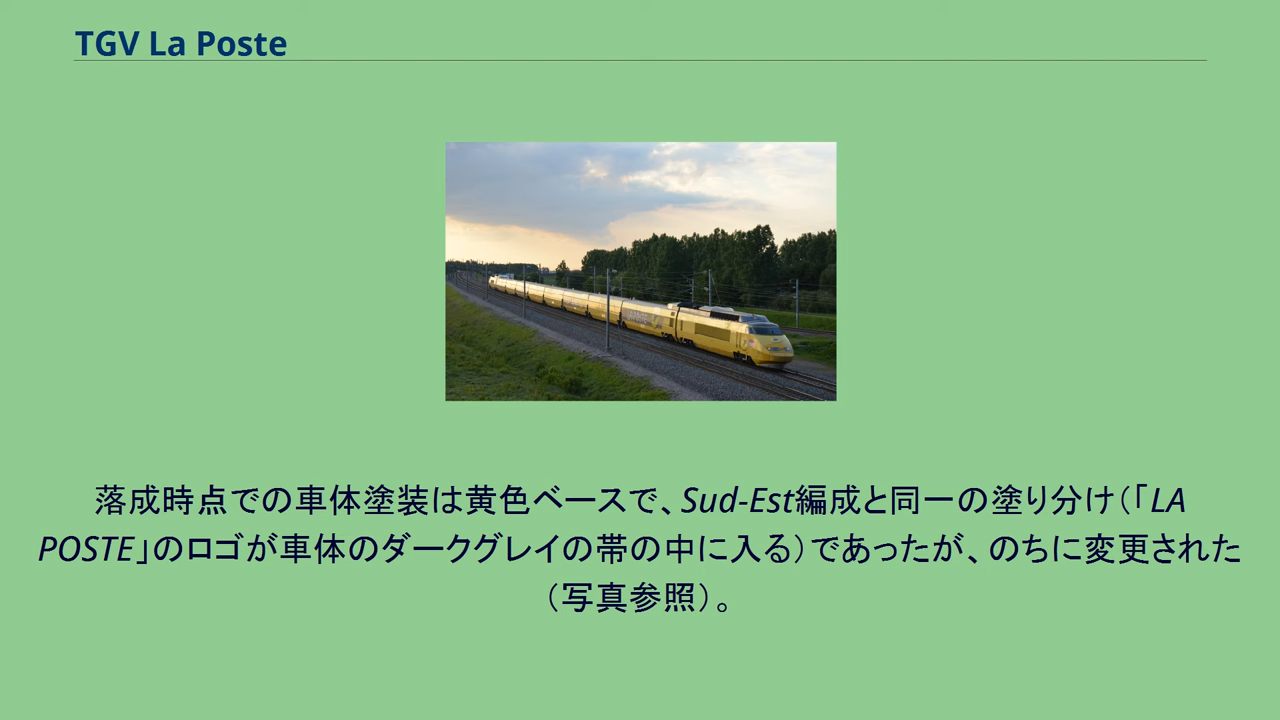 TGV La Poste
落成時点での車体塗装は黄色ベースで、Sud-Est編成と同一の塗り分け（「LA
POSTE」のロゴが車体のダークグレイの帯の中に入る）であったが、のちに変更された
（写真参照）。